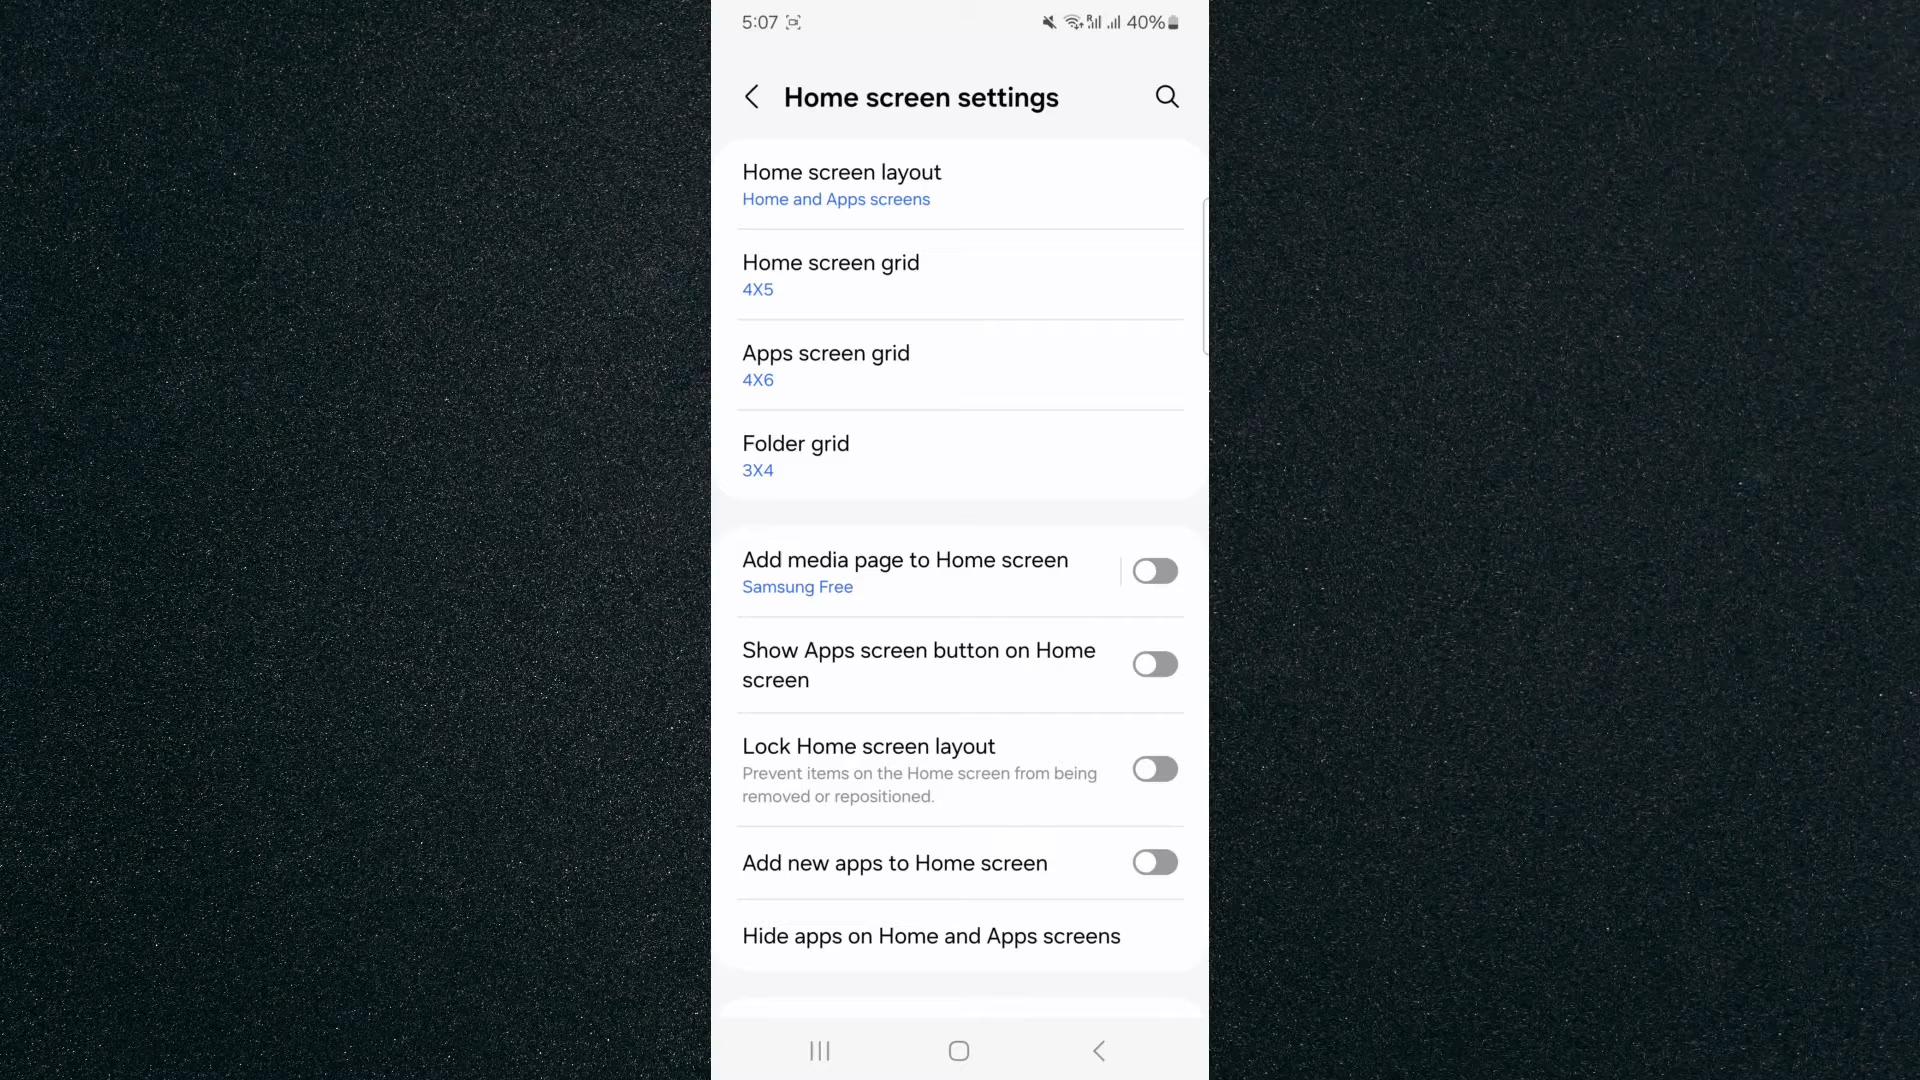 5:07
40%
Home screen settings
Home screen layout
Home and Apps screens
Home screen grid
4X5
Apps screen grid
4X6
Folder grid
3X4
Add media page to Home screen
Samsung Free
Show Apps screen button on Home
screen
Lock Home screen layout
Prevent items on the Home screen from being
removed or repositioned.
Add new apps to Home screen
Hide apps on Home and Apps screens